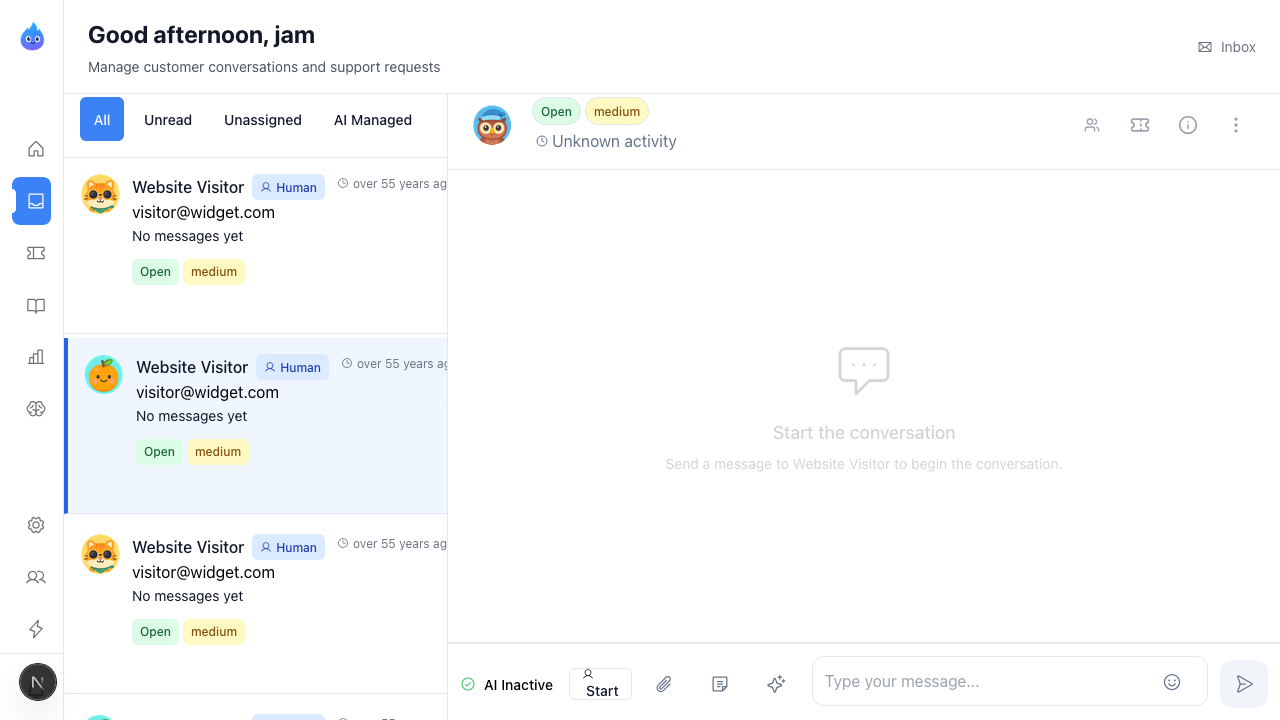 Good afternoon, jam
Manage customer conversations and support requests
Inbox
All
Unread
Unassigned
AI Managed
Website Visitor
Human
over 55 years ag
visitor@widget.com
No messages yet
Open
medium
Website Visitor
Human
over 55 years ag
visitor@widget.com
No messages yet
Open
medium
Website Visitor
Human
over 55 years ag
visitor@widget.com
No messages yet
Open
medium
Open
medium
Unknown activity
Start the conversation
Send a message to Website Visitor to begin the conversation.
AI Inactive
Start
Type your message...
N